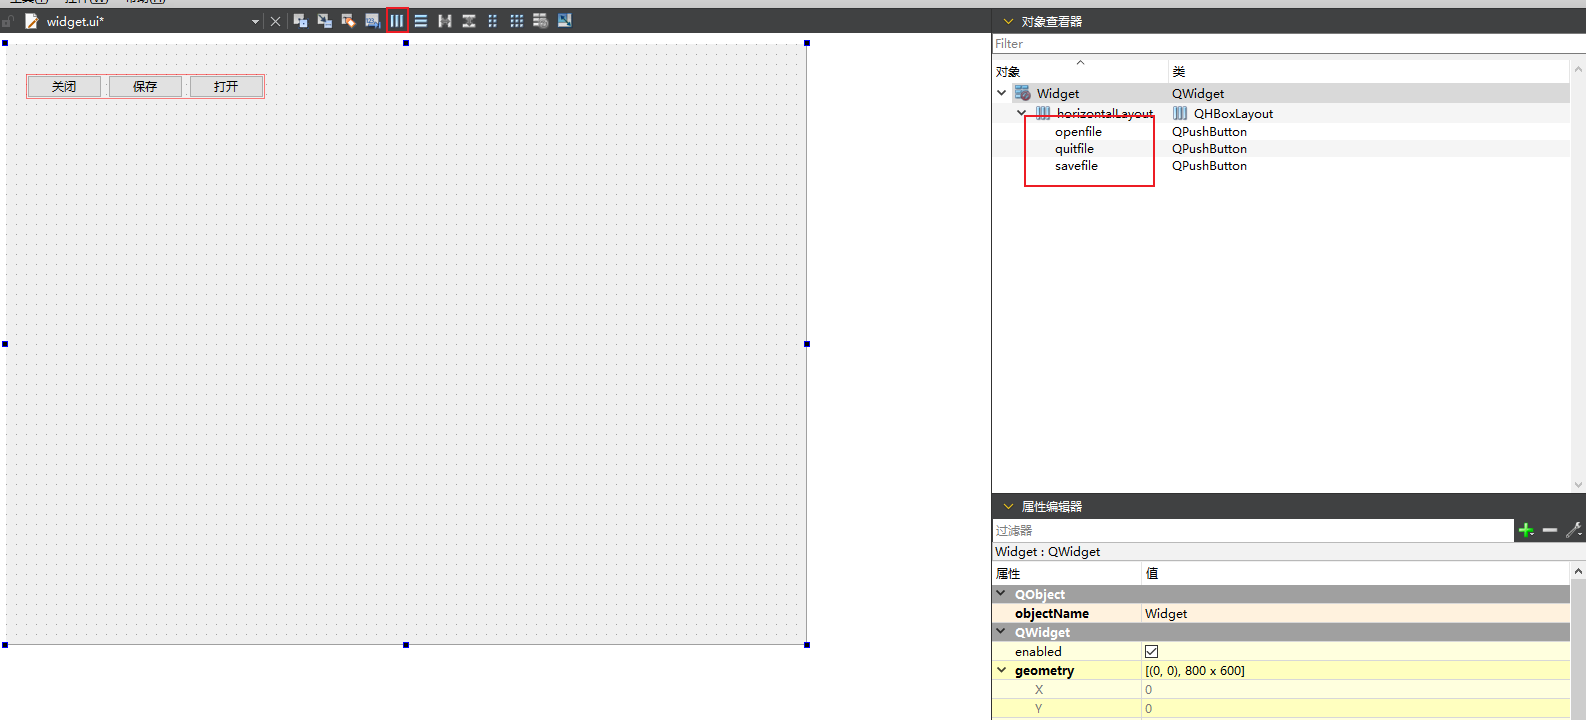 widget.ui*
关闭 保存 打开
对象查看器
Filter
对象 类
Widget QWidget
horizontalLayout QHBoxLayout
openfile QPushButton
quitfile QPushButton
savefile QPushButton
属性编辑器
过滤器
Widget : QWidget
属性 值
QObject
objectName Widget
QWidget
enabled
geometry [(0, 0), 800 x 600]
X 0
Y 0